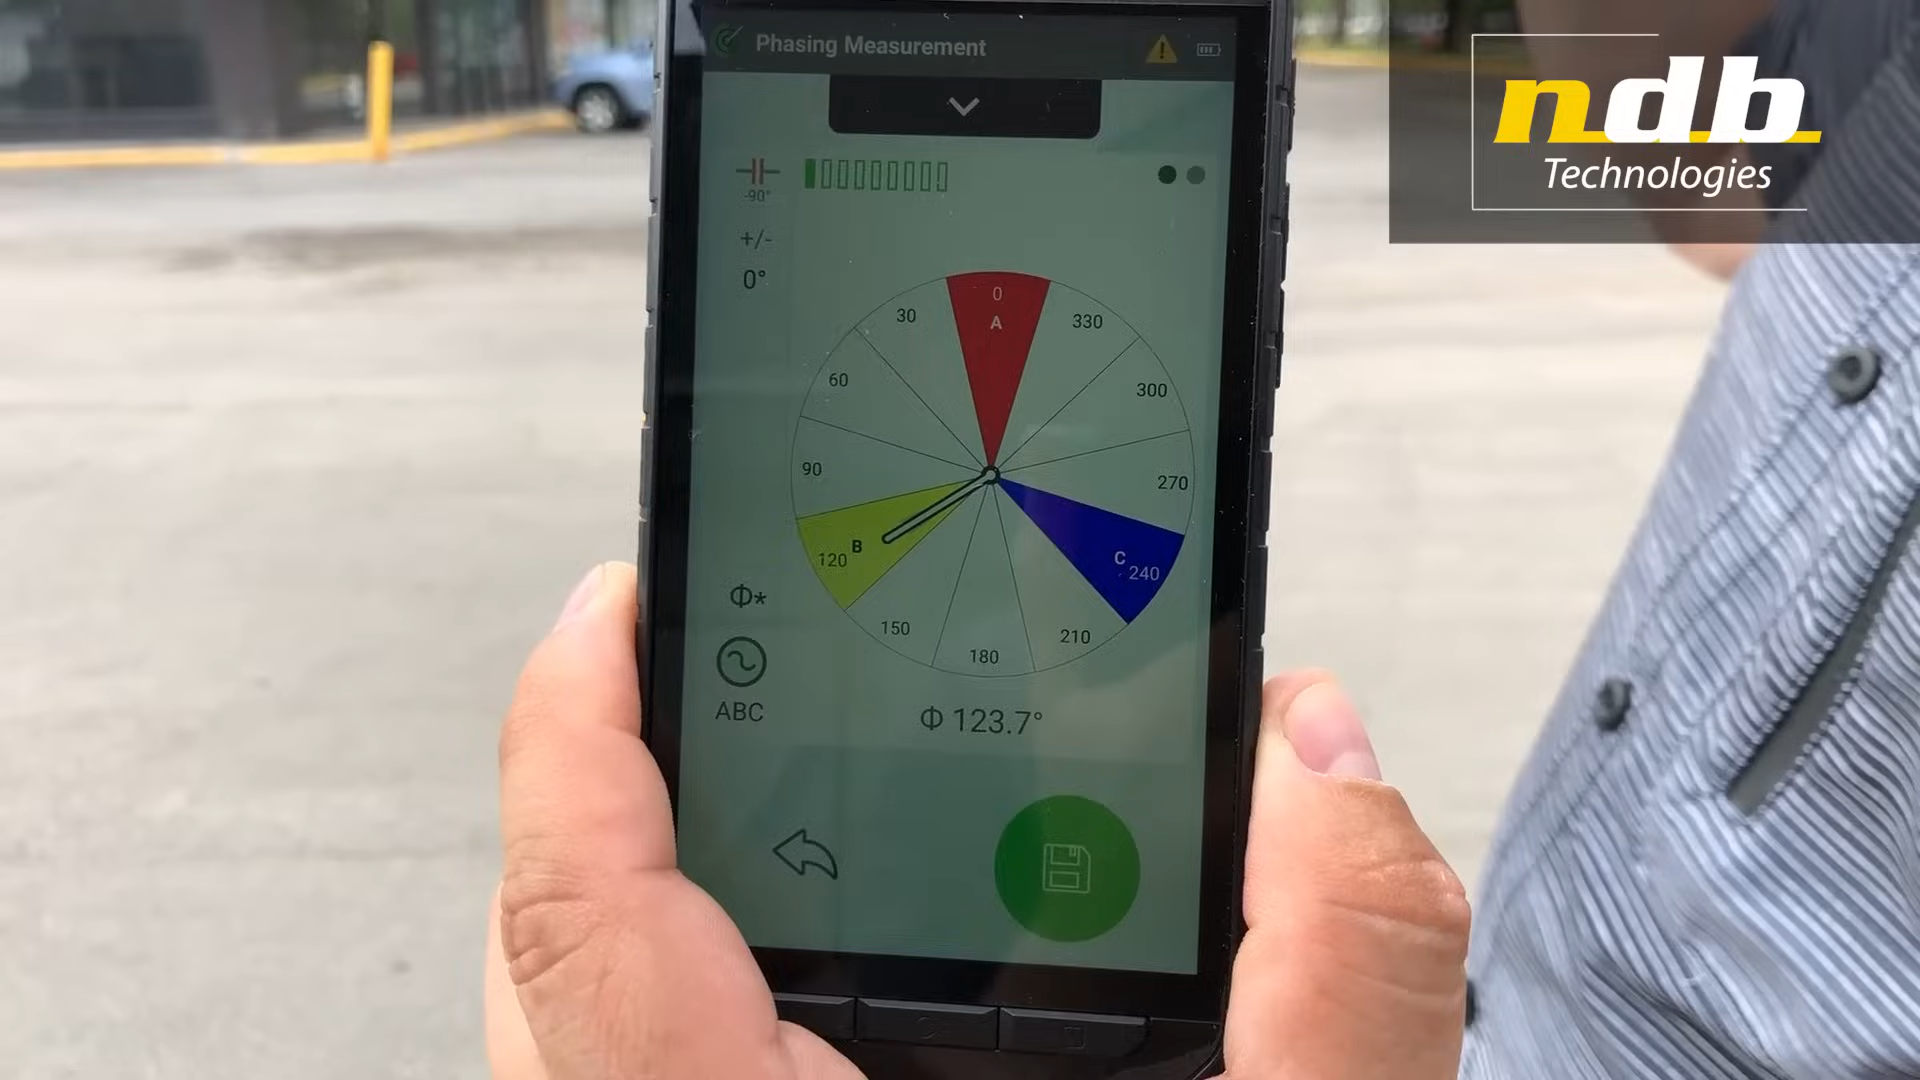 Phasing Measurement
ndb
Technologies
-90°
+/-
0°
0
A
30
330
60
300
90
270
B
120
C
240
150
210
180
Φ*
ABC
Φ 123.7°